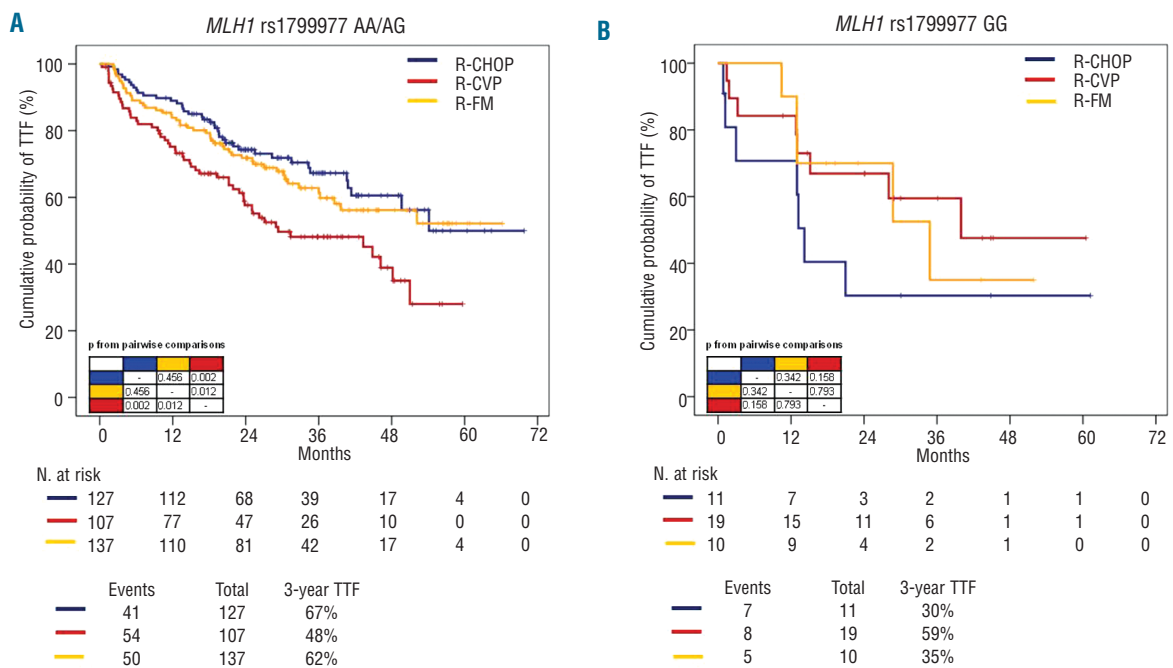 A
MLH1 rs1799977 AA/AG
Cumulative probability of TTF (%)
100
80
60
40
20
0
R-CHOP
R-CVP
R-FM
p from pairwise comparisons
- 0.456 0.002
0.456 - 0.012
0.002 0.012 -
0 12 24 36 48 60 72
Months
N. at risk
127 112 68 39 17 4 0
107 77 47 26 10 0 0
137 110 81 42 17 4 0
Events Total 3-year TTF
41 127 67%
54 107 48%
50 137 62%
B
MLH1 rs1799977 GG
Cumulative probability of TTF (%)
100
80
60
40
20
0
R-CHOP
R-CVP
R-FM
p from pairwise comparisons
- 0.342 0.158
0.342 - 0.793
0.158 0.793 -
0 12 24 36 48 60 72
Months
N. at risk
11 7 3 2 1 1 0
19 15 11 6 1 1 0
10 9 4 2 1 0 0
Events Total 3-year TTF
7 11 30%
8 19 59%
5 10 35%